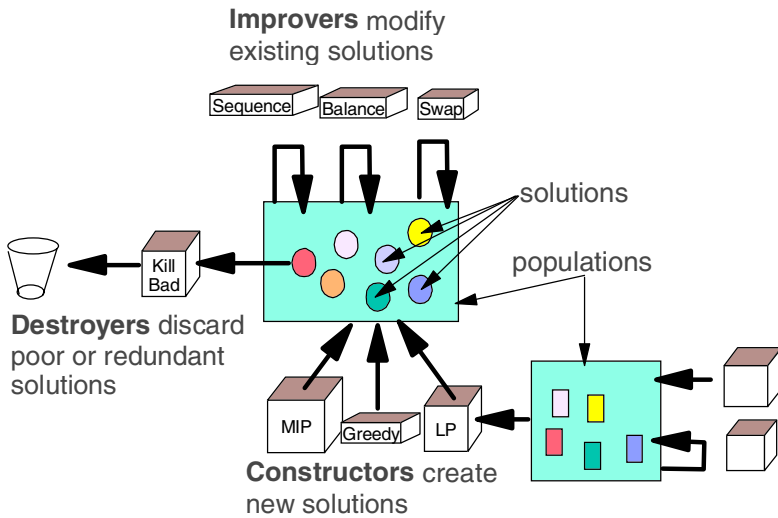 Improvers modify
existing solutions
Sequence
Balance
Swap
solutions
populations
Kill
Bad
Destroyers discard
poor or redundant
solutions
MIP
Greedy
LP
Constructors create
new solutions